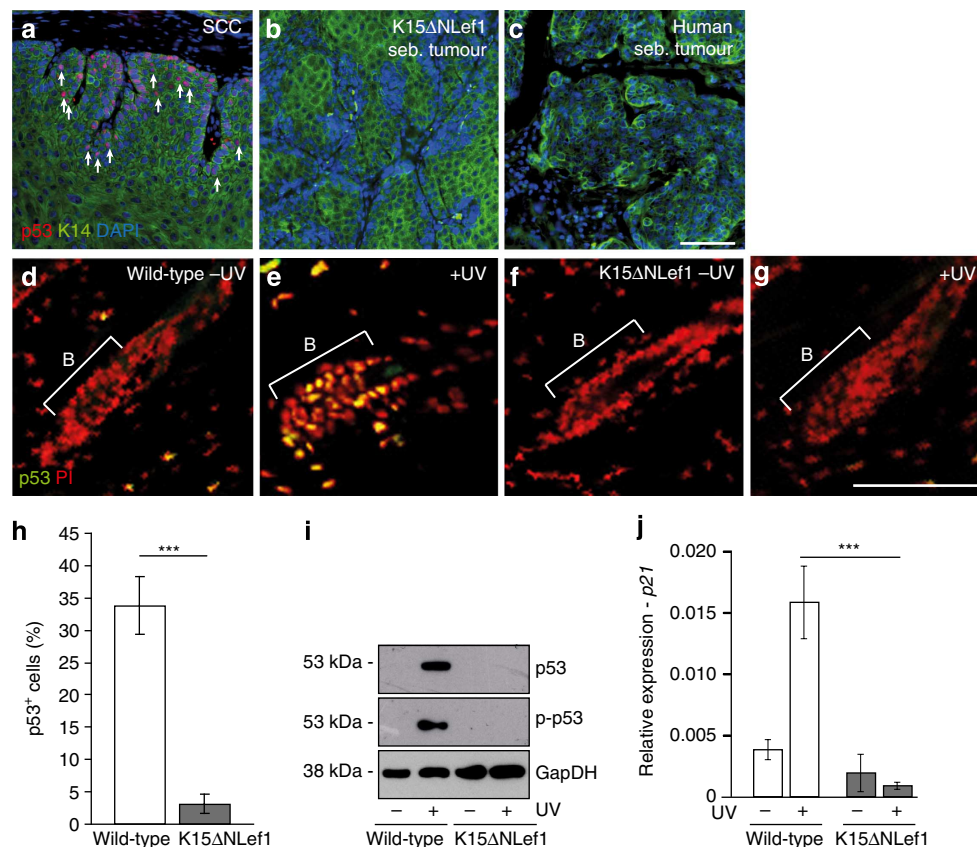 a
SCC
p53 K14 DAPI
b
K15ΔNLef1
seb. tumour
c
Human
seb. tumour
d
Wild-type –UV
B
p53 PI
e
+UV
B
f
K15ΔNLef1 –UV
B
g
+UV
B
h
45
40
35
30
25
20
15
10
5
0
p53+ cells (%)
***
Wild-type
K15ΔNLef1
i
53 kDa -
p53
53 kDa -
p-p53
38 kDa -
GapDH
– + – + UV
Wild-type K15ΔNLef1
j
0.020
0.015
0.010
0.005
0
Relative expression - p21
***
UV – + – +
Wild-type K15ΔNLef1